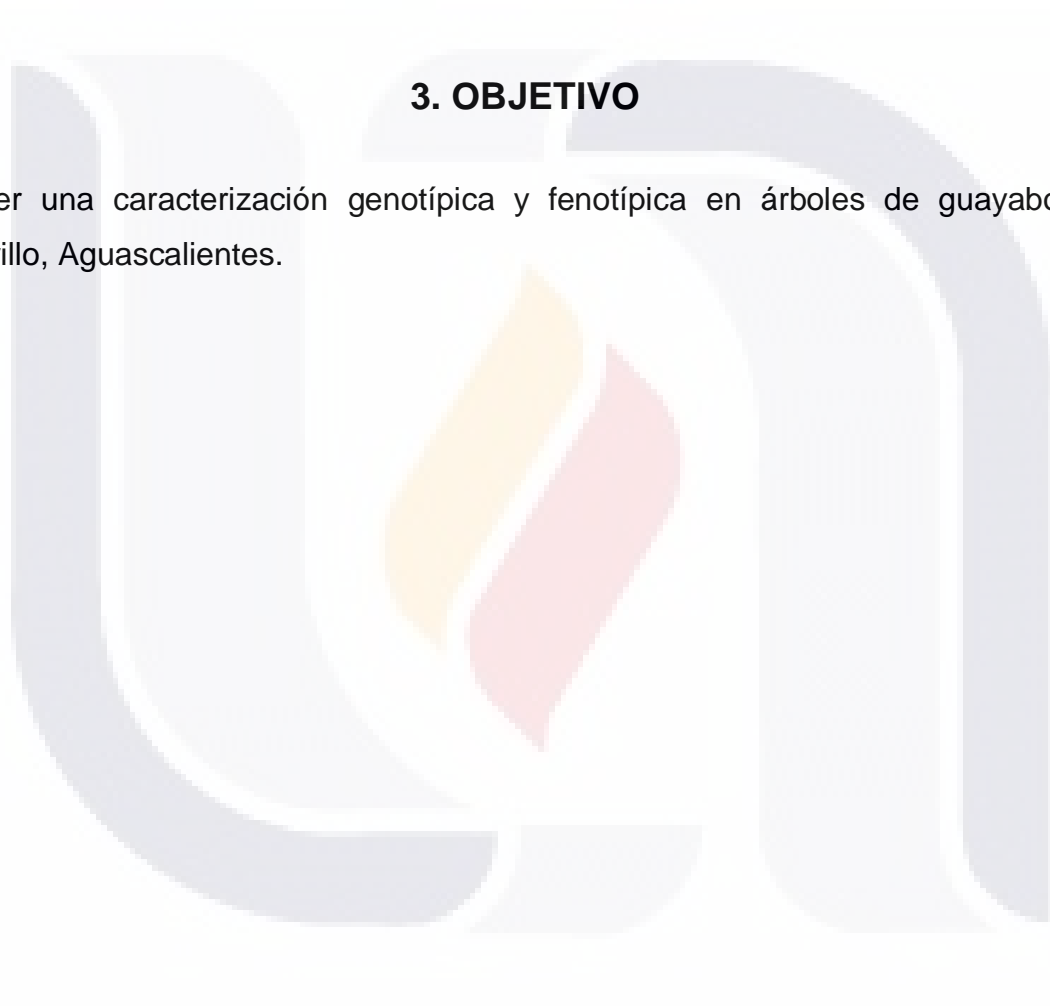 3. OBJETIVO
er una caracterización genotípica y fenotípica en árboles de guayabo
illo, Aguascalientes.